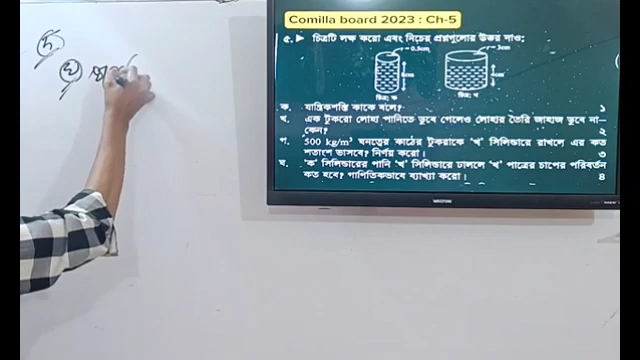 Comilla board 2023 : Ch-5
৫. ▶ চিত্রটি লক্ষ করো এবং নিচের প্রশ্নগুলোর উত্তর দাও:
0.5cm
3cm
চিত্র: ক
চিত্র: খ
ক. যান্ত্রিকশক্তি কাকে বলে? ১
খ. এক টুকরো লোহা পানিতে ডুবে গেলেও লোহার তৈরি জাহাজ ডুবে না-কেন? ২
গ. 500 kg/m³ ঘনত্বের কাঠের টুকরাকে 'খ' সিলিন্ডারে রাখলে এর কত
শতাংশ ভাসবে? নির্ণয় করো। ৩
ঘ. 'ক' সিলিন্ডারের পানি 'খ' সিলিন্ডারে ঢাললে 'খ' পাত্রের চাপের পরিবর্তন
কত হবে? গাণিতিকভাবে ব্যাখ্যা করো। ৪